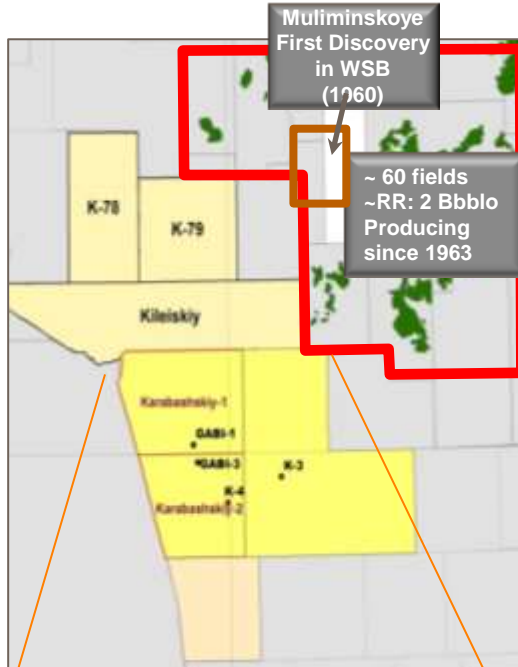 Muliminskoye
First Discovery
in WSB
(1060)
~ 60 fields
~RR: 2 Bbblo
Producing
since 1963
K-78
K-79
Kileiskiy
Karabashskiy-1
GABI-1
GABI-3
K-3
K-4
Karabashskiy-2